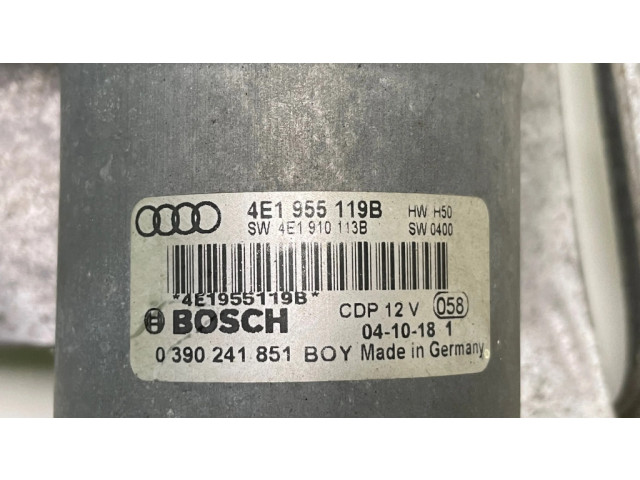 4E1 955 119B HW H50
SW 4E1 910 113B SW 0400
*4E1955119B*
BOSCH CDP 12 V 058
04-10-18 1
0 390 241 851 BOY Made in Germany